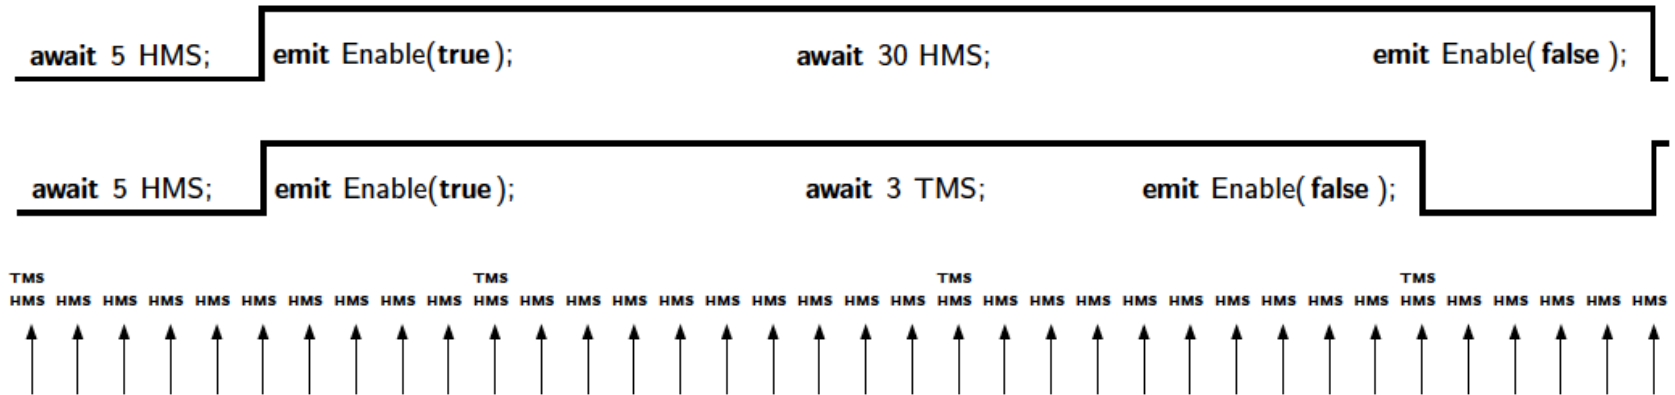 await 5 HMS; emit Enable(true); await 30 HMS; emit Enable(false);
await 5 HMS; emit Enable(true); await 3 TMS; emit Enable(false);
TMS TMS TMS TMS
HMS HMS HMS HMS HMS HMS HMS HMS HMS HMS HMS HMS HMS HMS HMS HMS HMS HMS HMS HMS HMS HMS HMS HMS HMS HMS HMS HMS HMS HMS HMS HMS HMS HMS HMS HMS